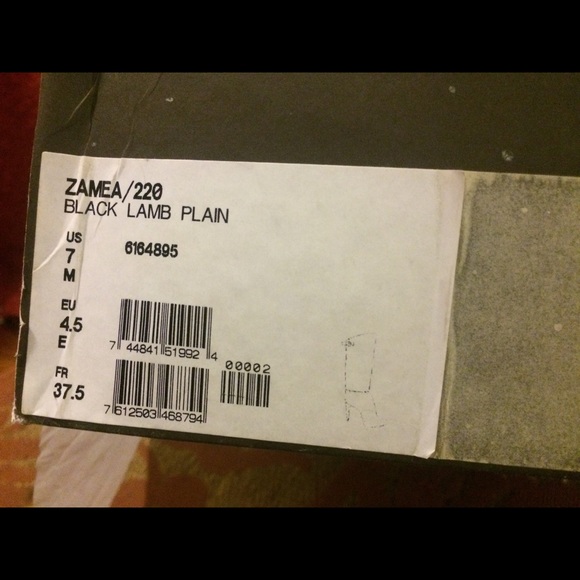 ZAMEA/220
BLACK LAMB PLAIN
US
7
M
6164895
EU
4.5
E
FR
37.5
7 44841 51992 4
00002
7 612503 468794